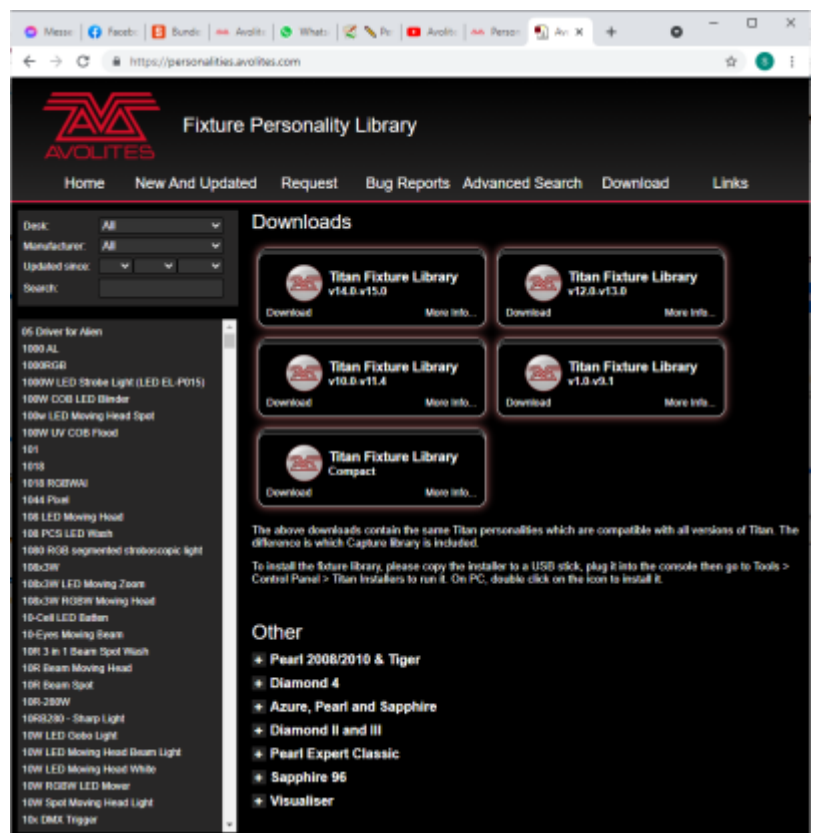 Messe
Faceb
Bunde
Avolite
Whats
Pe
Avolite
Person
Av
https://personalities.avolites.com
S
AVOLITES
Fixture Personality Library
Home New And Updated Request Bug Reports Advanced Search Download Links
Desk: All
Manufacturer: All
Updated since:
Search:
05 Driver for Alien
1000 AL
1000RGB
1000W LED Strobe Light (LED EL-P015)
100W COB LED Blinder
100w LED Moving Head Spot
100W UV COB Flood
101
1018
1018 RGBWAI
1044 Pixel
108 LED Moving Head
108 PCS LED Wash
1080 RGB segmented stroboscopic light
108x3W
108x3W LED Moving Zoom
108x3W RGBW Moving Head
10-Cell LED Batten
10-Eyes Moving Beam
10R 3 in 1 Beam Spot Wash
10R Beam Moving Head
10R Beam Spot
10R-280W
10RB280 - Sharp Light
10W LED Gobo Light
10W LED Moving Head Beam Light
10W LED Moving Head White
10W RGBW LED Mover
10W Spot Moving Head Light
10x DMX Trigger
Downloads
Titan Fixture Library
v14.0-v15.0
Download More Info...
Titan Fixture Library
v12.0-v13.0
Download More Info...
Titan Fixture Library
v10.0-v11.4
Download More Info...
Titan Fixture Library
v1.0-v9.1
Download More Info...
Titan Fixture Library
Compact
Download More Info...
The above downloads contain the same Titan personalities which are compatible with all versions of Titan. The
difference is which Capture library is included.
To install the fixture library, please copy the installer to a USB stick, plug it into the console then go to Tools >
Control Panel > Titan Installers to run it. On PC, double click on the icon to install it.
Other
+ Pearl 2008/2010 & Tiger
+ Diamond 4
+ Azure, Pearl and Sapphire
+ Diamond II and III
+ Pearl Expert Classic
+ Sapphire 96
+ Visualiser